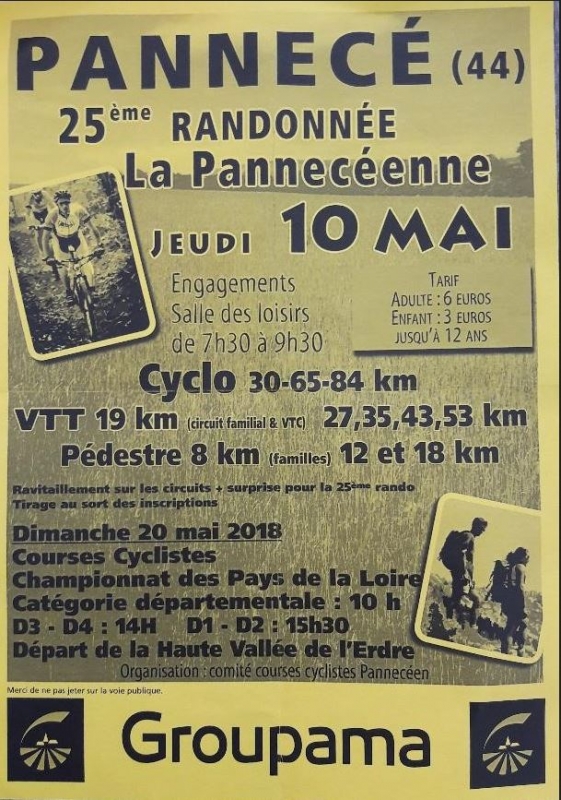 PANNECÉ (44)
25ème RANDONNÉE
La Pannecéenne
JEUDI 10 MAI
Engagements
Salle des loisirs
de 7h30 à 9h30
TARIF
ADULTE : 6 EUROS
ENFANT : 3 EUROS
JUSQU'À 12 ANS
Cyclo 30-65-84 km
VTT 19 km (circuit familial & VTC) 27,35,43,53 km
Pédestre 8 km (familles) 12 et 18 km
Ravitaillement sur les circuits + surprise pour la 25ème rando
Tirage au sort des inscriptions
Dimanche 20 mai 2018
Courses Cyclistes
Championnat des Pays de la Loire
Catégorie départementale : 10 h
D3 - D4 : 14H D1 - D2 : 15h30
Départ de la Haute Vallée de l'Erdre
Organisation : comité courses cyclistes Pannecéen
Merci de ne pas jeter sur la voie publique.
Groupama